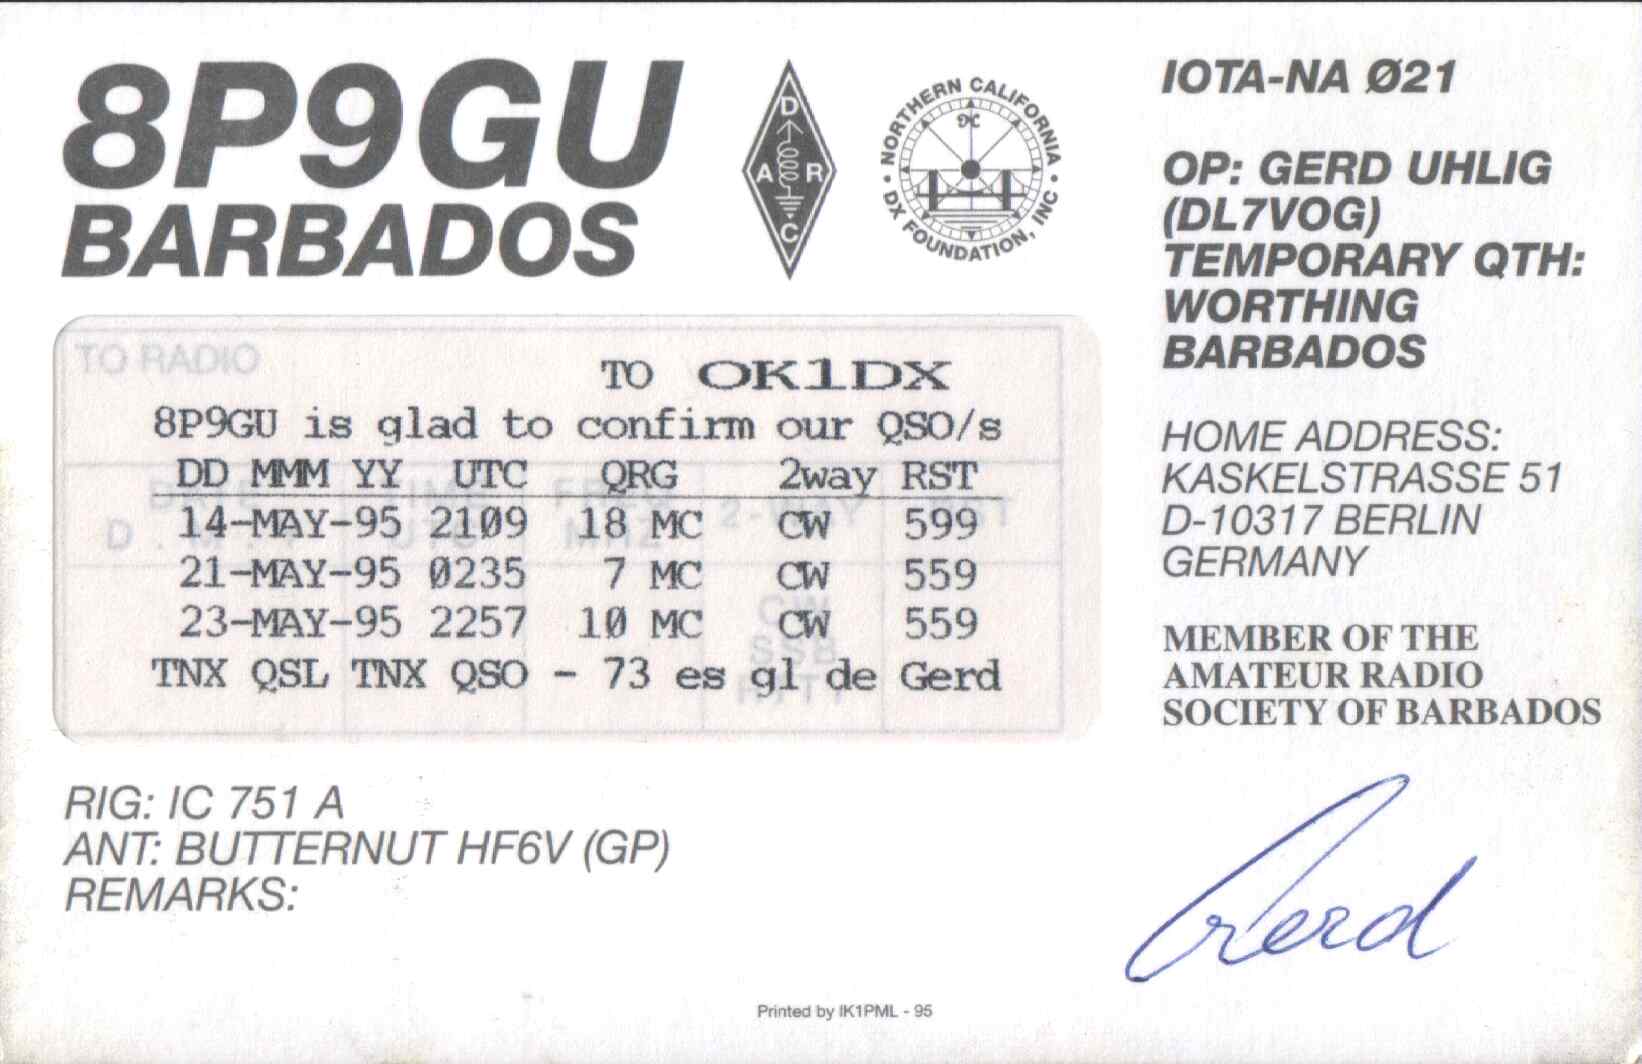 8P9GU
BARBADOS
D
A R
C
NORTHERN CALIFORNIA
DX FOUNDATION, INC
IOTA-NA Ø21
OP: GERD UHLIG
(DL7VOG)
TEMPORARY QTH:
WORTHING
BARBADOS
HOME ADDRESS:
KASKELSTRASSE 51
D-10317 BERLIN
GERMANY
MEMBER OF THE
AMATEUR RADIO
SOCIETY OF BARBADOS
TO RADIO
TO OK1DX
8P9GU is glad to confirm our QSO/s
DD MMM YY UTC QRG 2way RST
14-MAY-95 21Ø9 18 MC CW 599
21-MAY-95 Ø235 7 MC CW 559
23-MAY-95 2257 1Ø MC CW 559
TNX QSL TNX QSO - 73 es gl de Gerd
RIG: IC 751 A
ANT: BUTTERNUT HF6V (GP)
REMARKS:
Gerd
Printed by IK1PML - 95